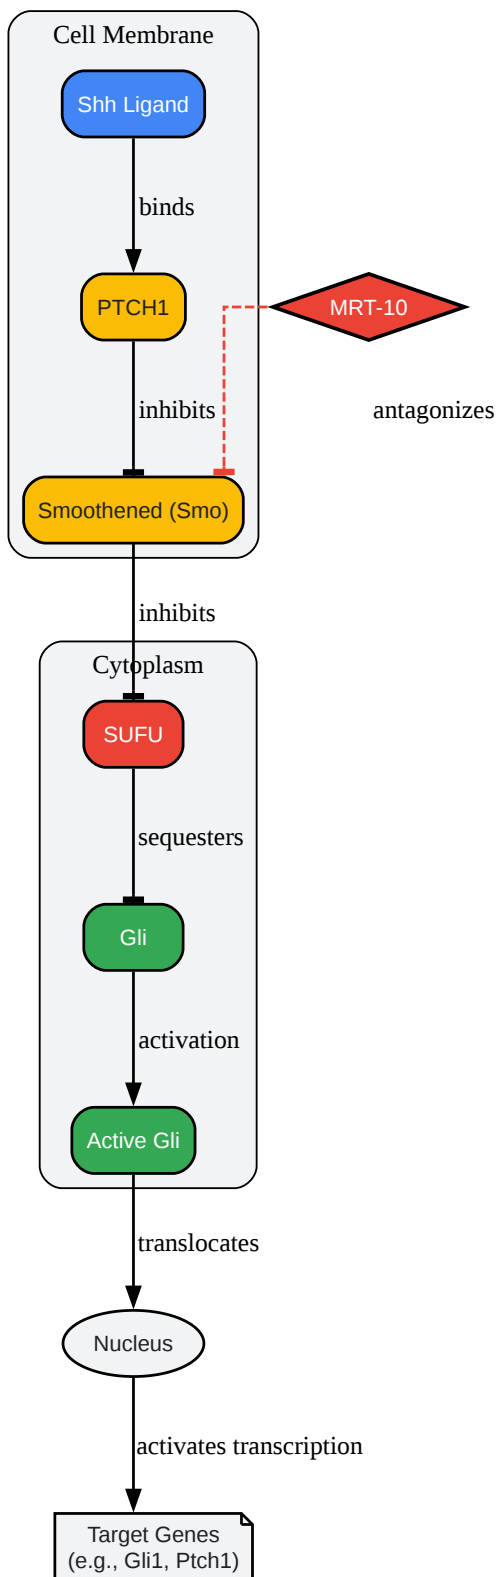 Cell Membrane
Shh Ligand
binds
PTCH1
MRT-10
inhibits
antagonizes
Smoothened (Smo)
inhibits
Cytoplasm
SUFU
sequesters
Gli
activation
Active Gli
translocates
Nucleus
activates transcription
Target Genes
(e.g., Gli1, Ptch1)